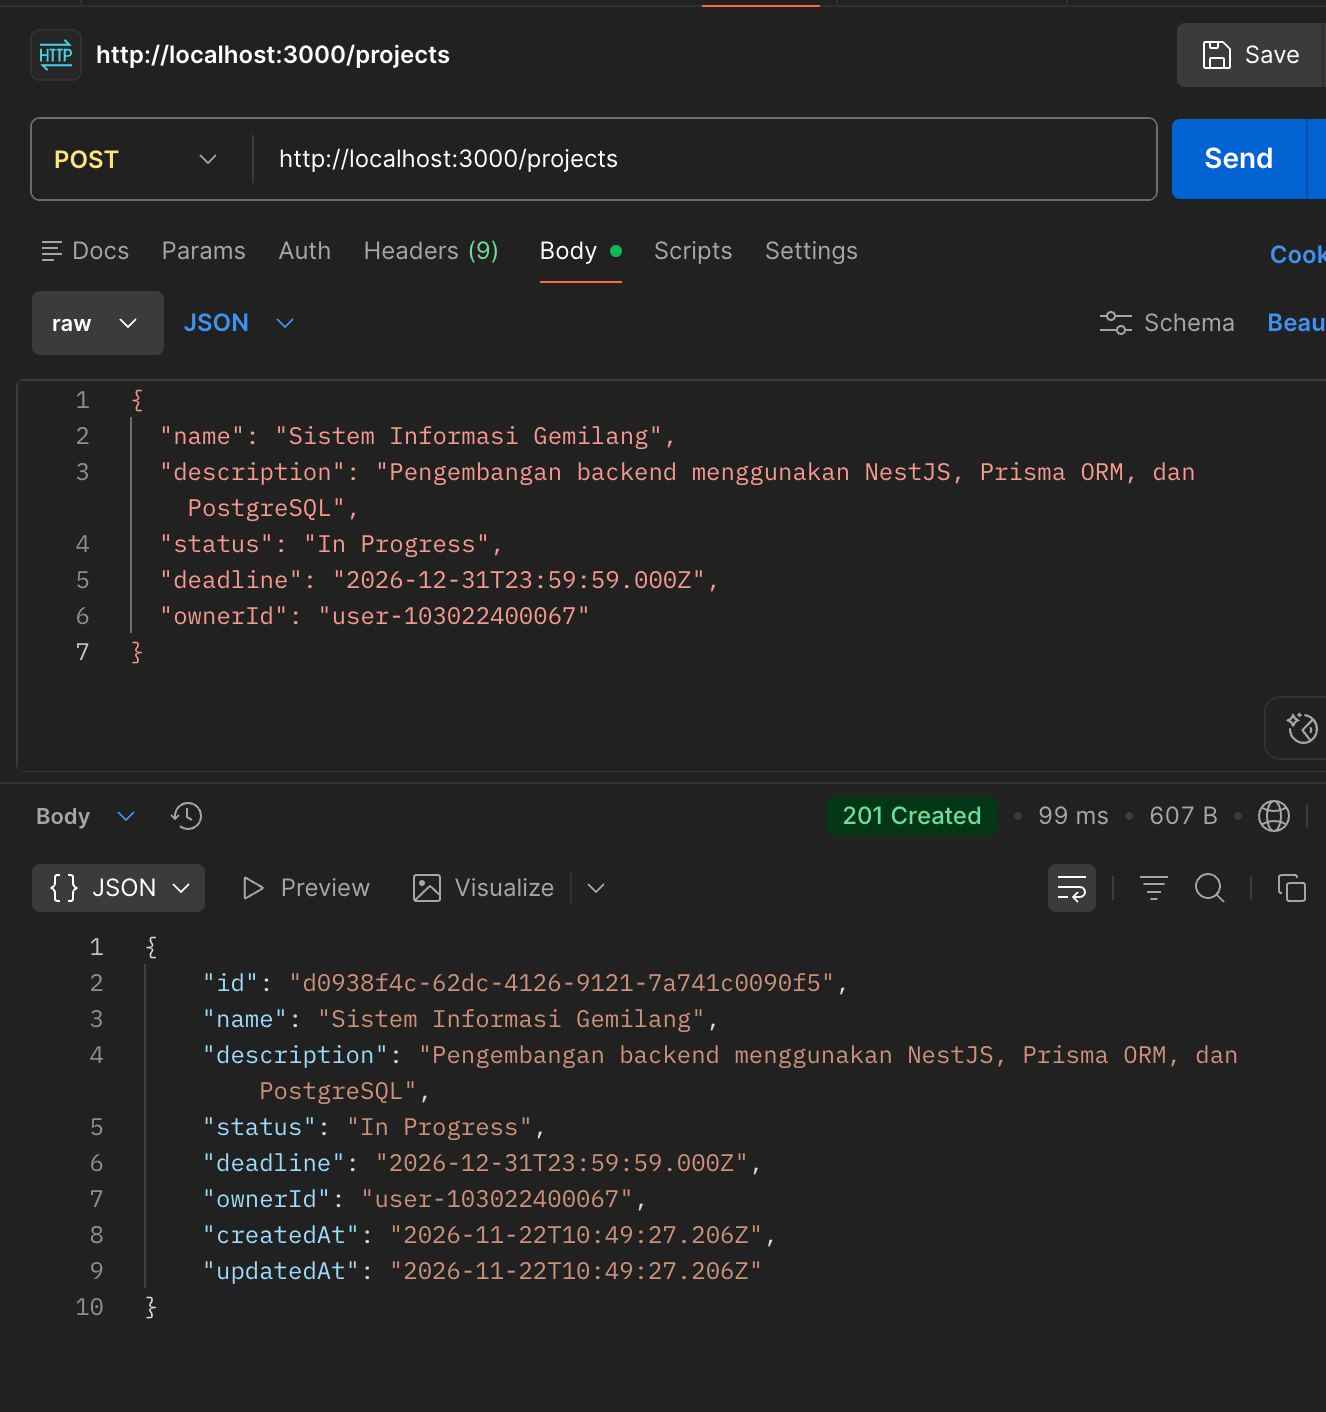 HTTP http://localhost:3000/projects Save
POST http://localhost:3000/projects Send
Docs Params Auth Headers (9) Body Scripts Settings Cook
raw JSON Schema Beau
1 {
2 "name": "Sistem Informasi Gemilang",
3 "description": "Pengembangan backend menggunakan NestJS, Prisma ORM, dan
PostgreSQL",
4 "status": "In Progress",
5 "deadline": "2026-12-31T23:59:59.000Z",
6 "ownerId": "user-103022400067"
7 }
Body 201 Created • 99 ms • 607 B •
{} JSON Preview Visualize
1 {
2 "id": "d0938f4c-62dc-4126-9121-7a741c0090f5",
3 "name": "Sistem Informasi Gemilang",
4 "description": "Pengembangan backend menggunakan NestJS, Prisma ORM, dan
PostgreSQL",
5 "status": "In Progress",
6 "deadline": "2026-12-31T23:59:59.000Z",
7 "ownerId": "user-103022400067",
8 "createdAt": "2026-11-22T10:49:27.206Z",
9 "updatedAt": "2026-11-22T10:49:27.206Z"
10 }